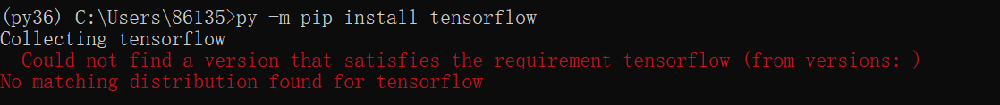 (py36) C:\Users\86135>py -m pip install tensorflow
Collecting tensorflow
  Could not find a version that satisfies the requirement tensorflow (from versions: )
No matching distribution found for tensorflow